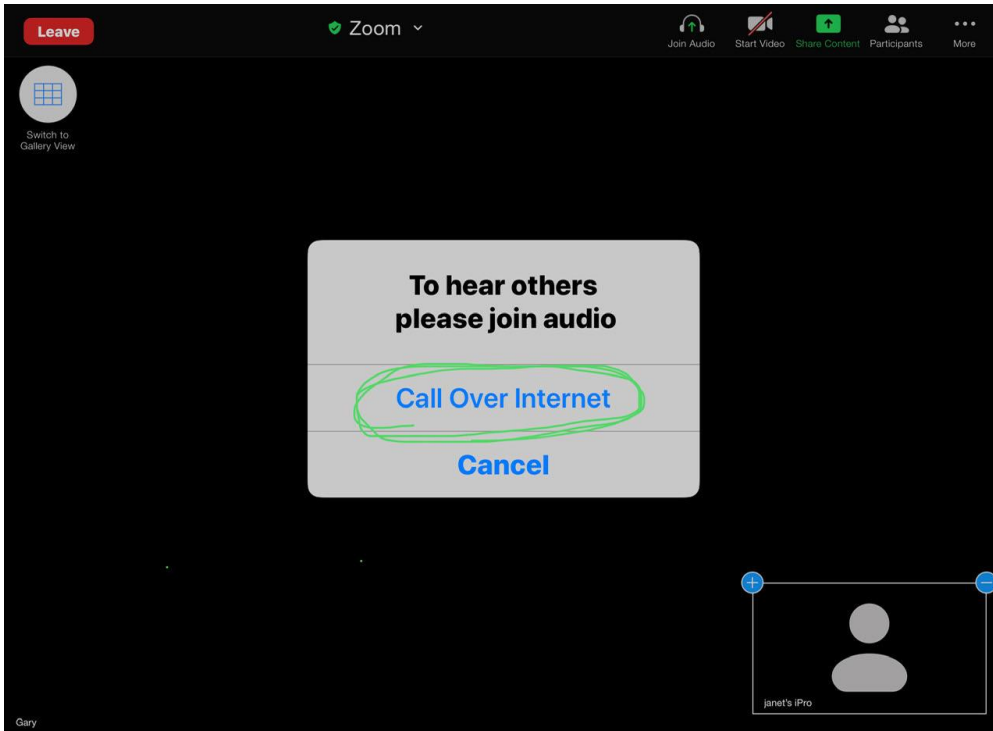 Leave
Zoom
Join Audio
Start Video
Share Content
Participants
More
Switch to
Gallery View
To hear others
please join audio
Call Over Internet
Cancel
janet's iPro
Gary